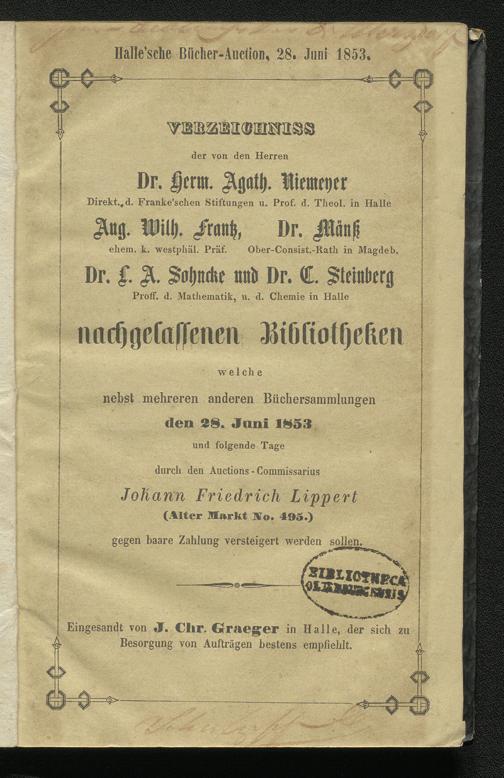 Halle'sche Bücher-Auction, 28. Juni 1853.
VERZEICHNISS
der von den Herren
Dr. Herm. Agath. Niemeyer
Direkt. d. Franke'schen Stiftungen u. Prof. d. Theol. in Halle
Aug. Wilh. Frantz, Dr. Mänß
ehem. k. westphäl. Präf. Ober-Consist.-Rath in Magdeb.
Dr. L. A. Sohncke und Dr. C. Steinberg
Proff. d. Mathematik, u. d. Chemie in Halle
nachgelassenen Bibliotheken
welche
nebst mehreren anderen Büchersammlungen
den 28. Juni 1853
und folgende Tage
durch den Auctions-Commissarius
Johann Friedrich Lippert
(Alter Markt No. 495.)
gegen baare Zahlung versteigert werden sollen.
BIBLIOTHECA
OLDENBURGENSIS
Eingesandt von J. Chr. Graeger in Halle, der sich zu
Besorgung von Aufträgen bestens empfiehlt.